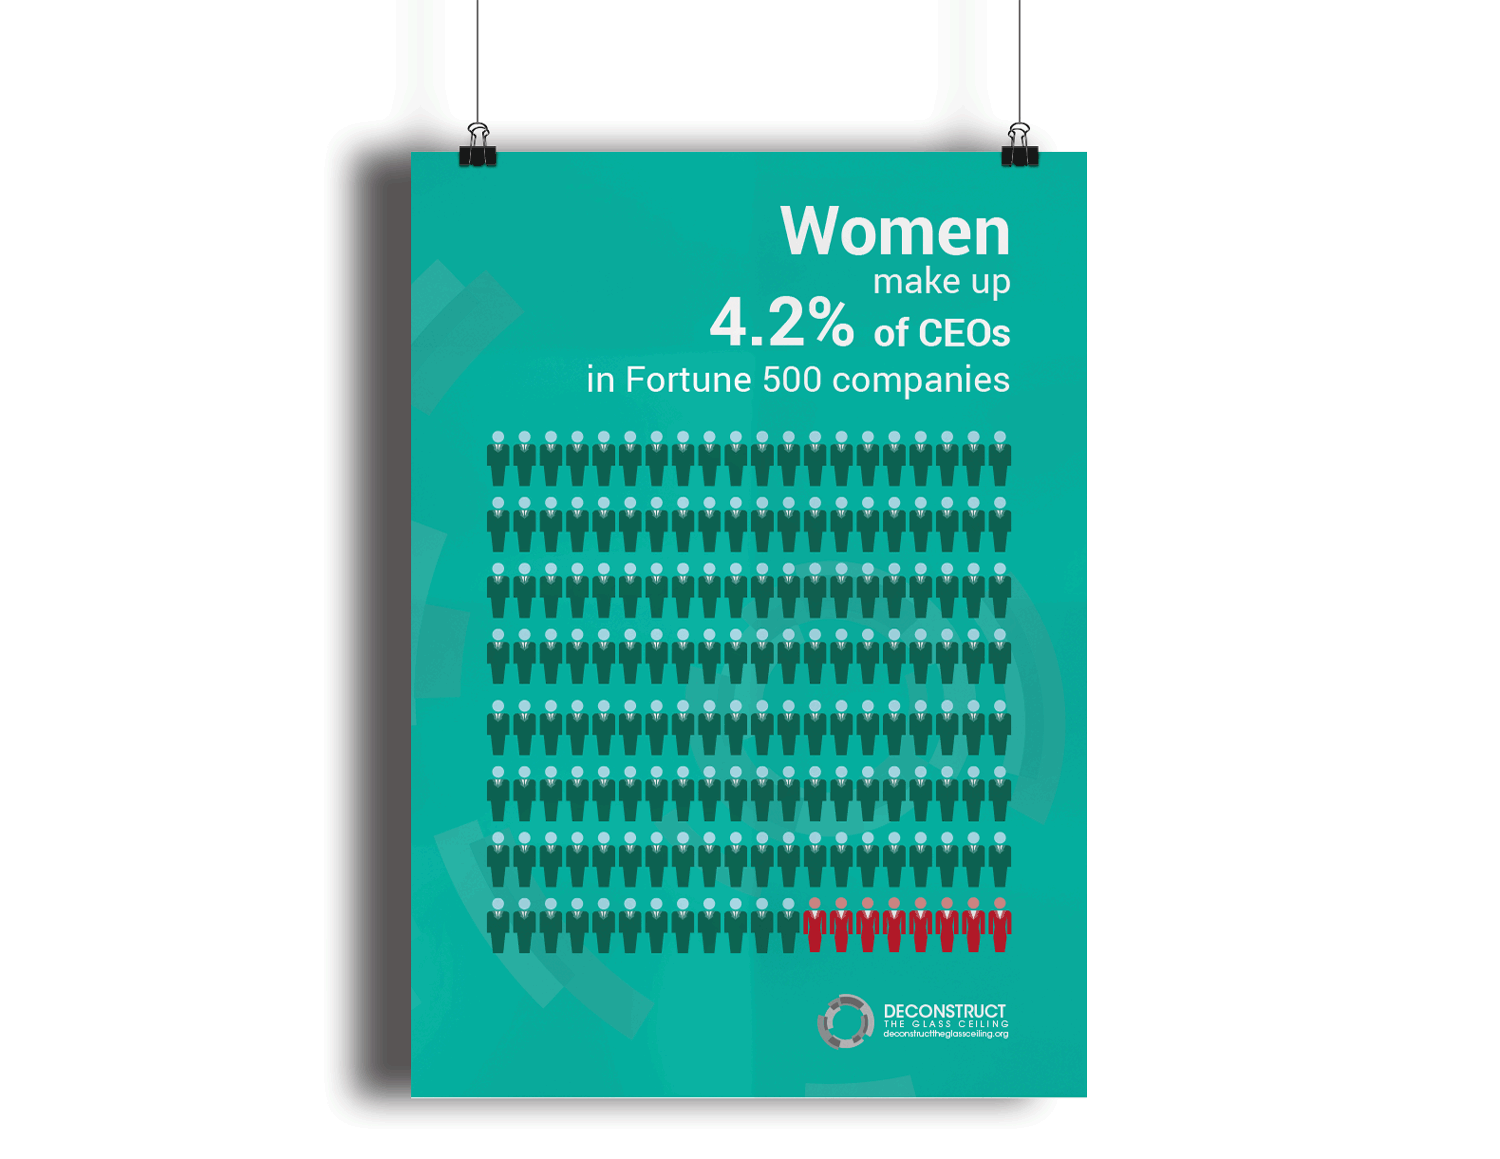 Women
make up
4.2% of CEOs
in Fortune 500 companies
DECONSTRUCT
THE GLASS CEILING
deconstructtheglassceiling.org